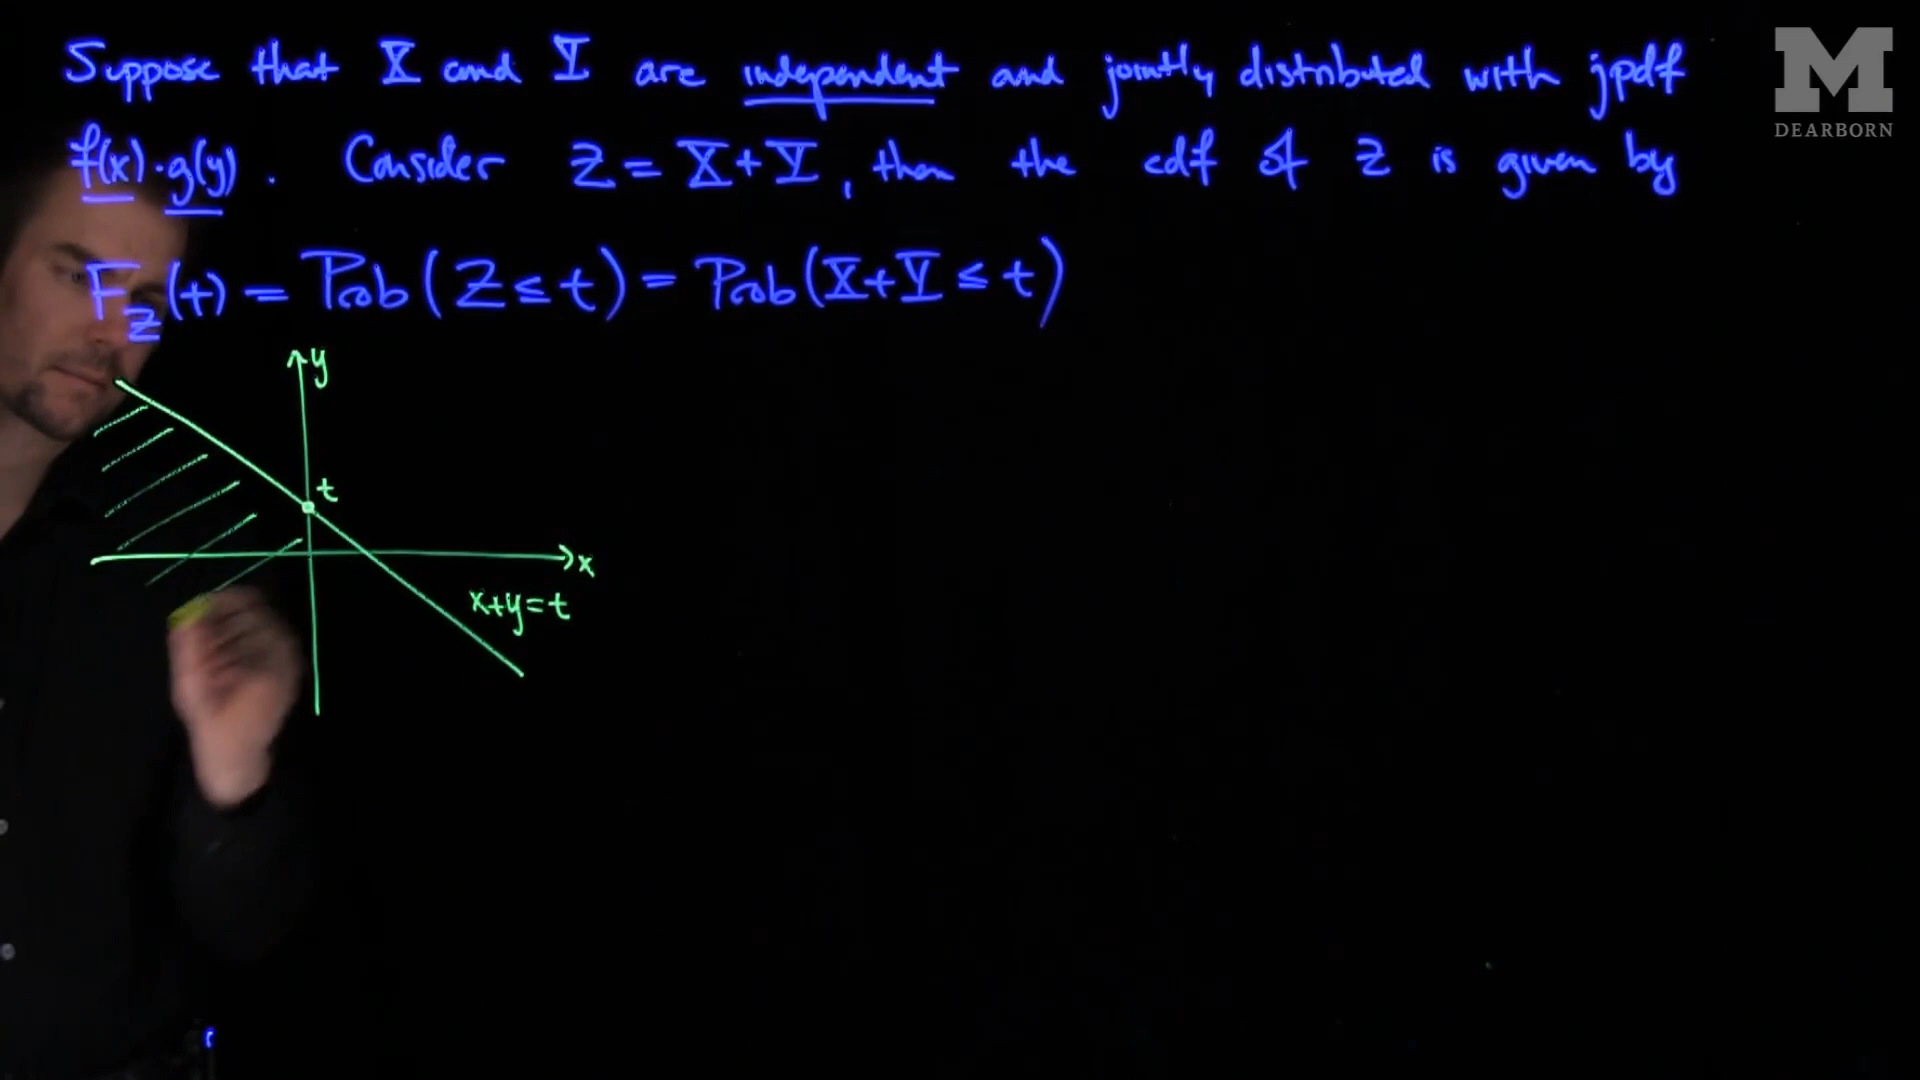 Suppose that X and Y are independent and jointly distributed with jpdf
f(x)·g(y). Consider Z = X+Y, then the cdf of Z is given by
F_Z(t) = Prob(Z ≤ t) = Prob(X+Y ≤ t)
y
t
x
x+y=t
M
DEARBORN